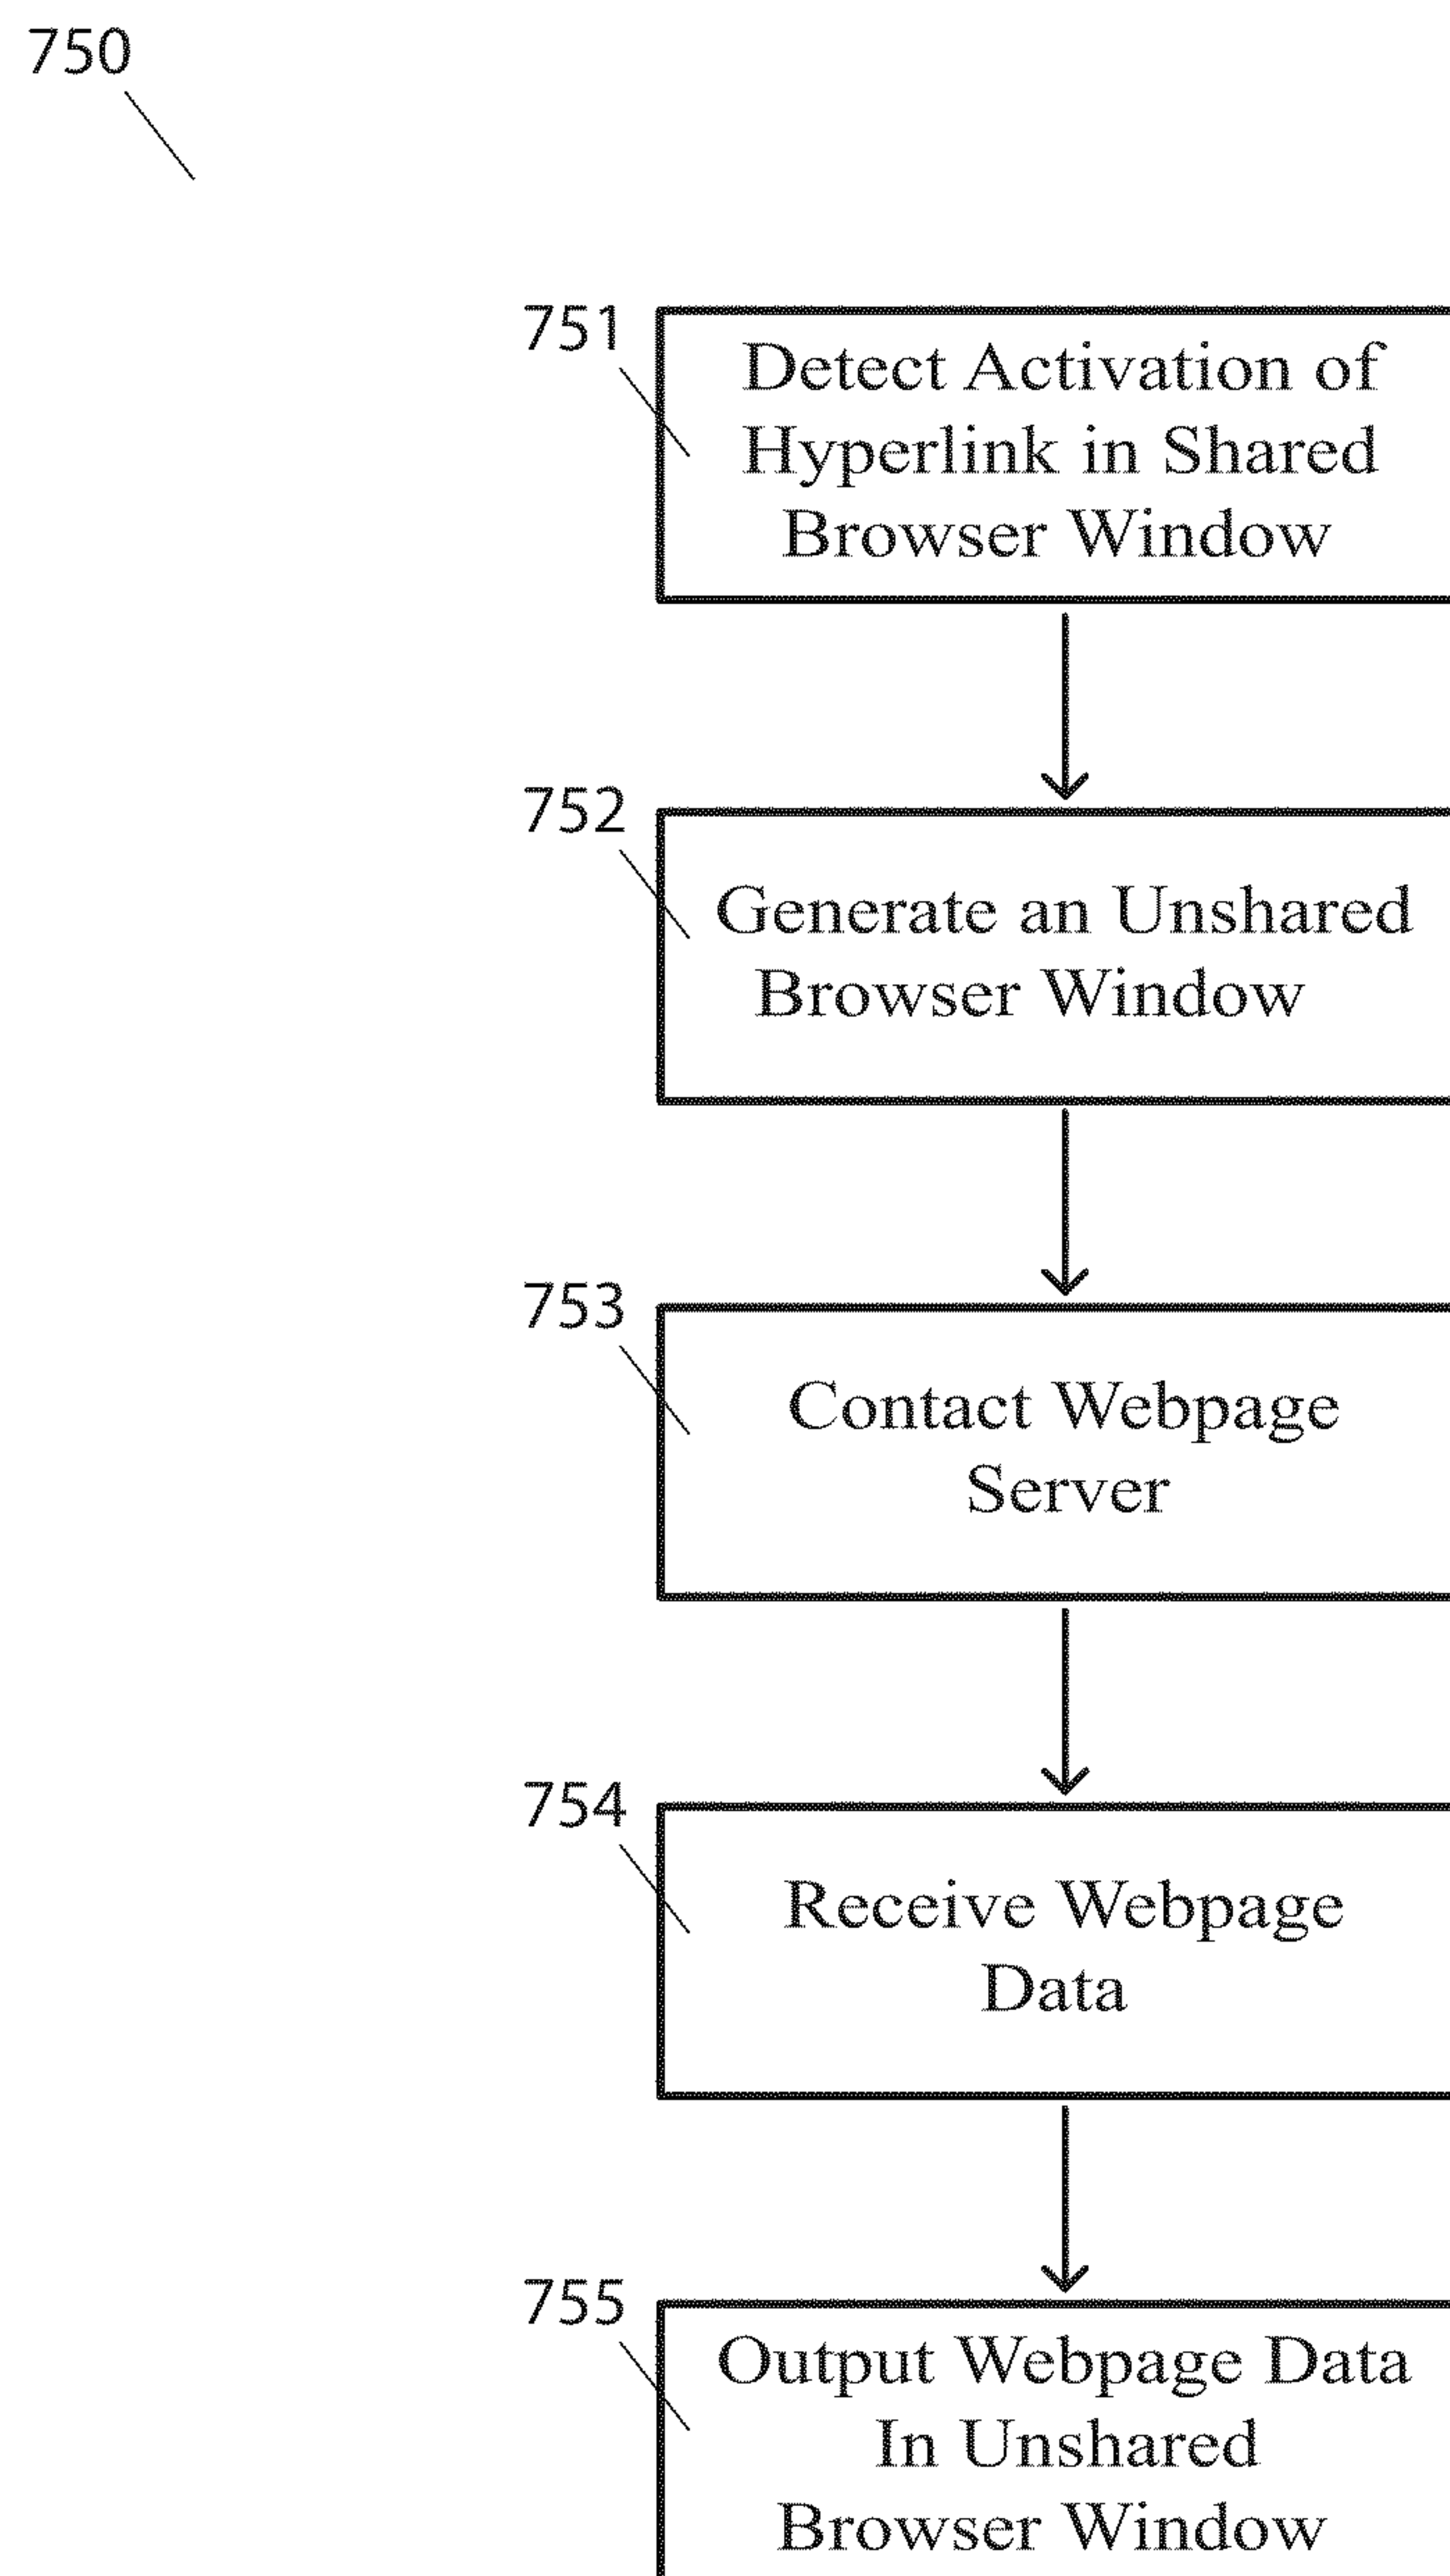 750
751
Detect Activation of
Hyperlink in Shared
Browser Window
752
Generate an Unshared
Browser Window
753
Contact Webpage
Server
754
Receive Webpage
Data
755
Output Webpage Data
In Unshared
Browser Window